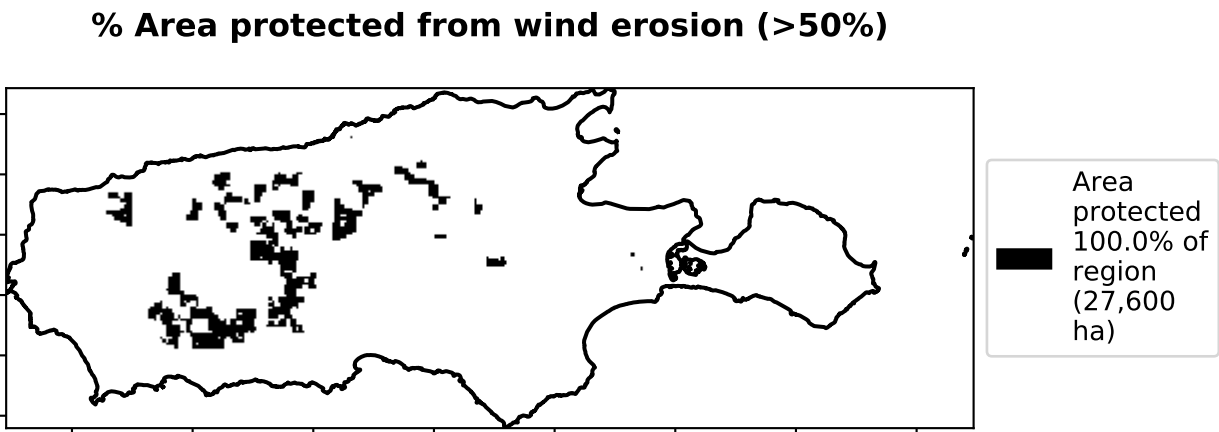 % Area protected from wind erosion (>50%)
Area
protected
100.0% of
region
(27,600
ha)